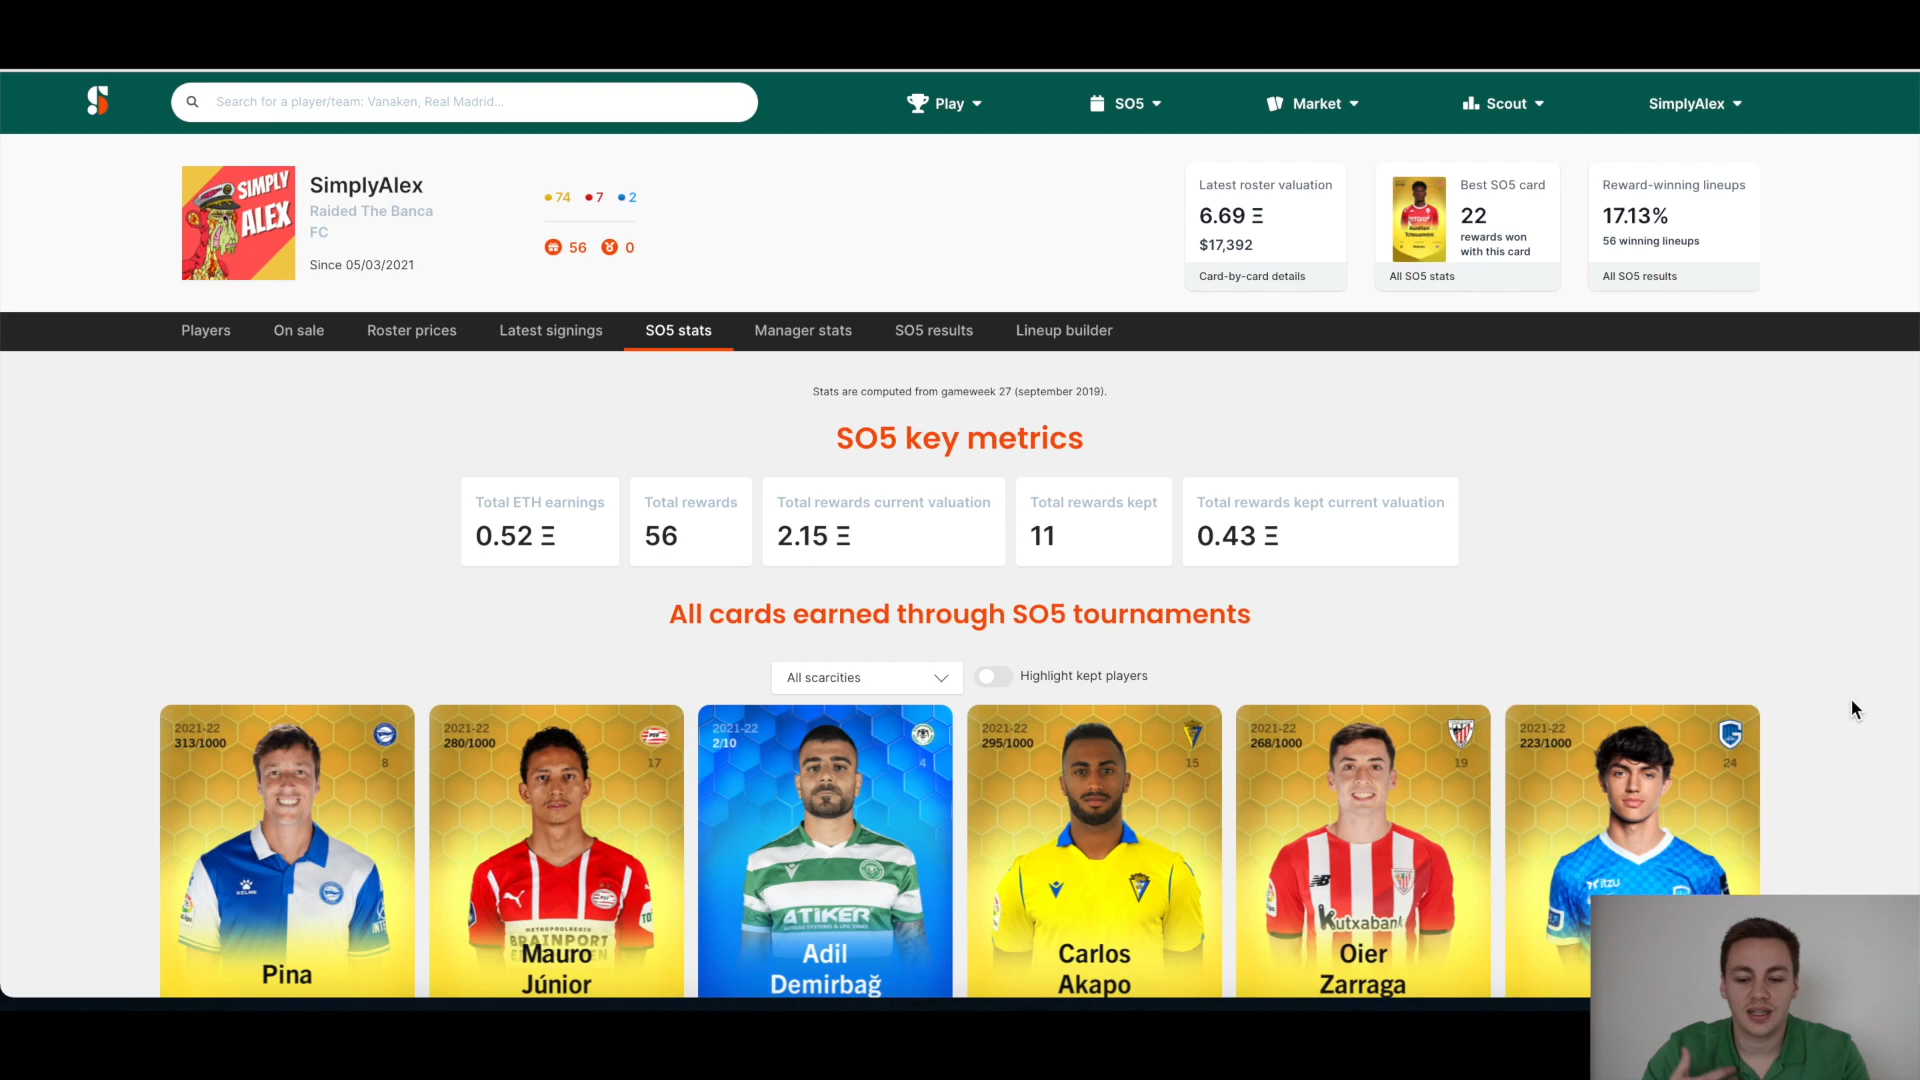 Search for a player/team: Vanaken, Real Madrid...
Play
SO5
Market
Scout
SimplyAlex
SIMPLY
ALEX
SimplyAlex
Raided The Banca
FC
Since 05/03/2021
74
7
2
56
0
Latest roster valuation
6.69 Ξ
$17,392
Card-by-card details
Best SO5 card
22
rewards won
with this card
All SO5 stats
Reward-winning lineups
17.13%
56 winning lineups
All SO5 results
Players
On sale
Roster prices
Latest signings
SO5 stats
Manager stats
SO5 results
Lineup builder
Stats are computed from gameweek 27 (september 2019).
SO5 key metrics
Total ETH earnings
0.52 Ξ
Total rewards
56
Total rewards current valuation
2.15 Ξ
Total rewards kept
11
Total rewards kept current valuation
0.43 Ξ
All cards earned through SO5 tournaments
All scarcities
Highlight kept players
2021-22
313/1000
8
KELME
Pina
2021-22
280/1000
PSV
17
METROPOOLREGIO
BRAINPORT
Mauro
Júnior
2021-22
2/10
4
ATIKER
Adil
Demirbağ
2021-22
295/1000
15
Carlos
Akapo
2021-22
268/1000
19
Kutxabank
Oier
Zarraga
2021-22
223/1000
24
itzu